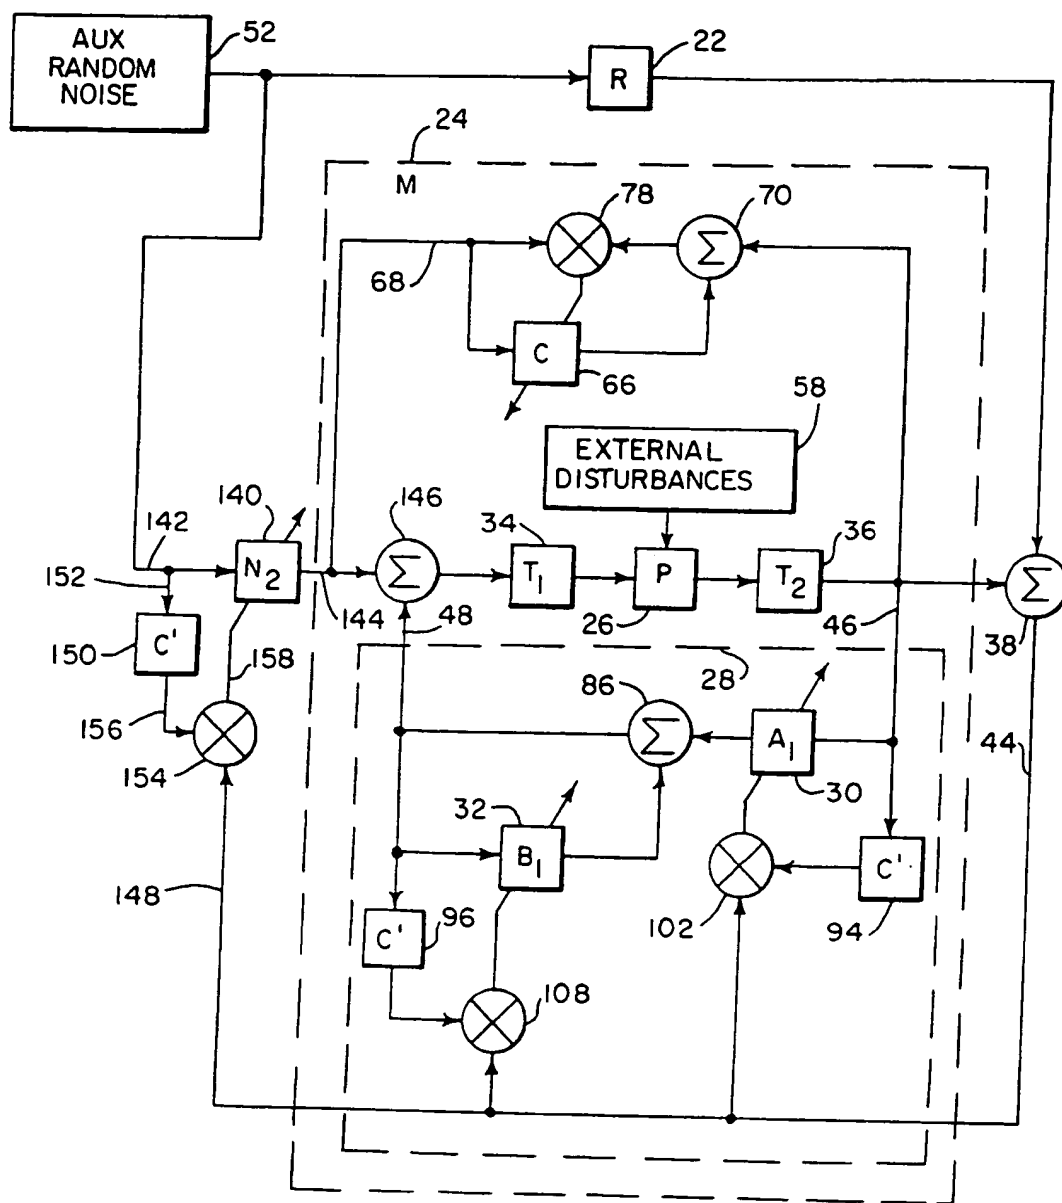 AUX
RANDOM
NOISE
52
22
R
24
M
78
70
Σ
68
C
66
58
EXTERNAL
DISTURBANCES
140
146
34
36
142
N2
Σ
T1
P
T2
Σ
152
144
48
26
46
38
150
C'
158
28
86
156
Σ
A1
44
154
32
30
B1
148
102
C'
94
C'
96
108